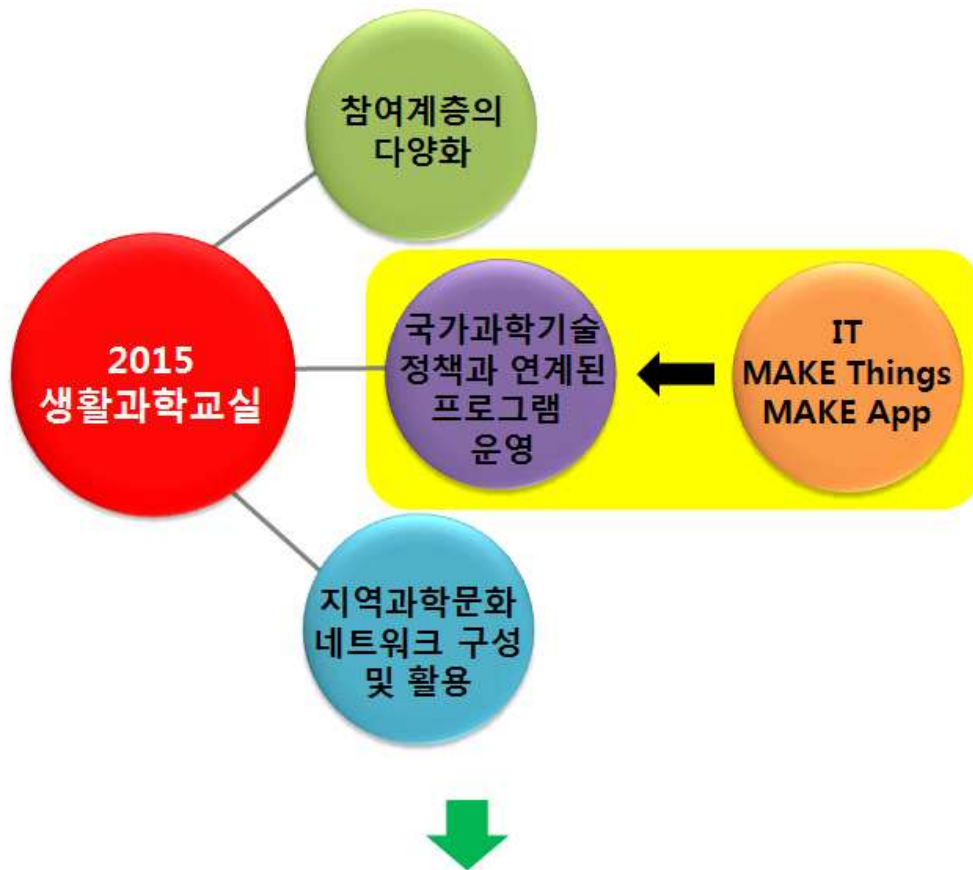 참여계층의
다양화
2015
생활과학교실
국가과학기술
정책과 연계된
프로그램
운영
IT
MAKE Things
MAKE App
지역과학문화
네트워크 구성
및 활용